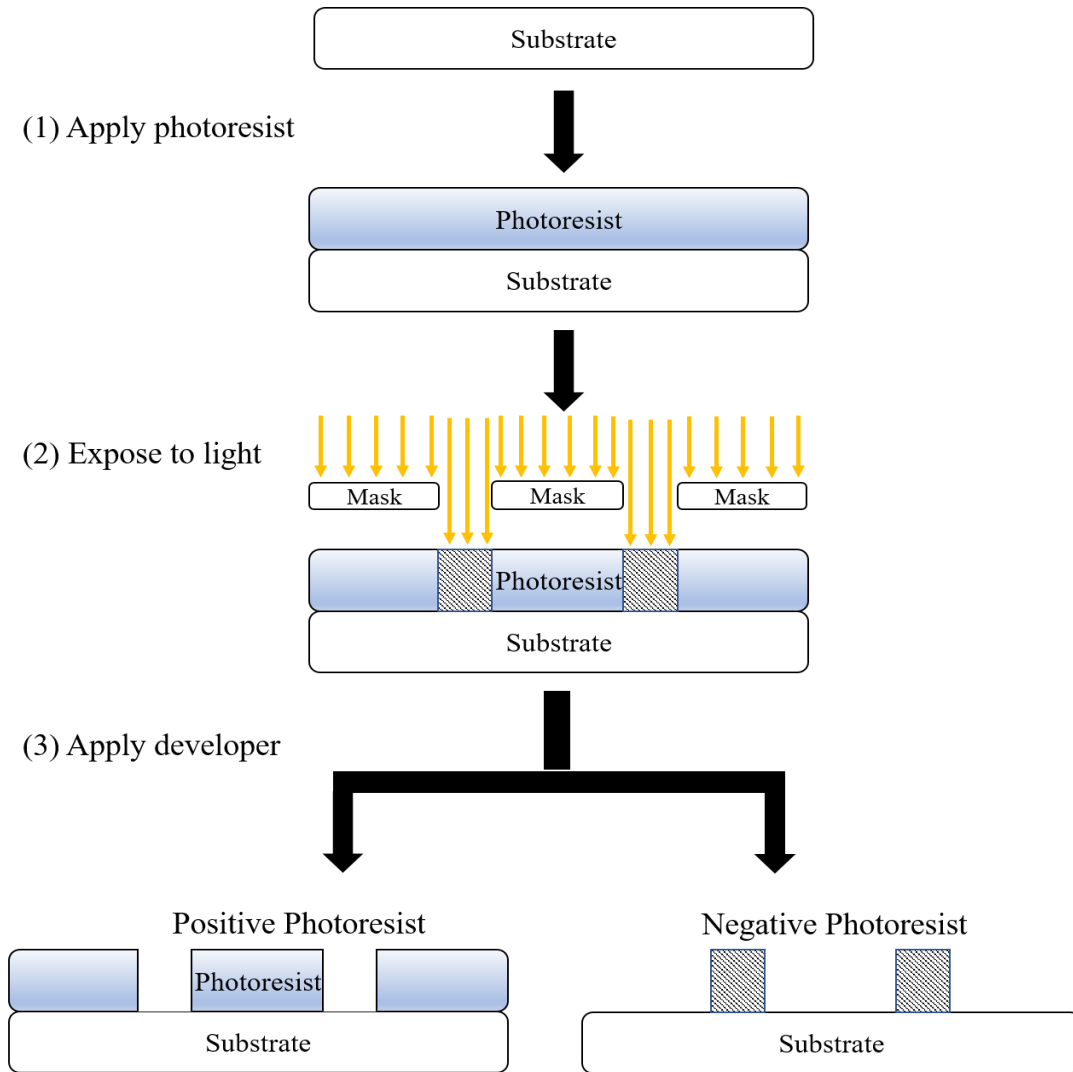 Substrate
(1) Apply photoresist
Photoresist
Substrate
(2) Expose to light
Mask Mask Mask
Photoresist
Substrate
(3) Apply developer
Positive Photoresist Negative Photoresist
Photoresist
Substrate Substrate